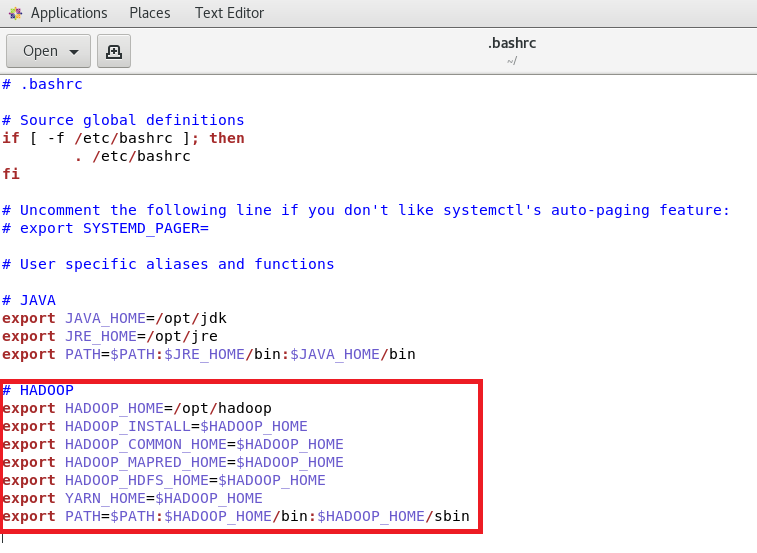 Applications Places Text Editor
Open
.bashrc
~/
# .bashrc
# Source global definitions
if [ -f /etc/bashrc ]; then
        . /etc/bashrc
fi
# Uncomment the following line if you don't like systemctl's auto-paging feature:
# export SYSTEMD_PAGER=
# User specific aliases and functions
# JAVA
export JAVA_HOME=/opt/jdk
export JRE_HOME=/opt/jre
export PATH=$PATH:$JRE_HOME/bin:$JAVA_HOME/bin
# HADOOP
export HADOOP_HOME=/opt/hadoop
export HADOOP_INSTALL=$HADOOP_HOME
export HADOOP_COMMON_HOME=$HADOOP_HOME
export HADOOP_MAPRED_HOME=$HADOOP_HOME
export HADOOP_HDFS_HOME=$HADOOP_HOME
export YARN_HOME=$HADOOP_HOME
export PATH=$PATH:$HADOOP_HOME/bin:$HADOOP_HOME/sbin